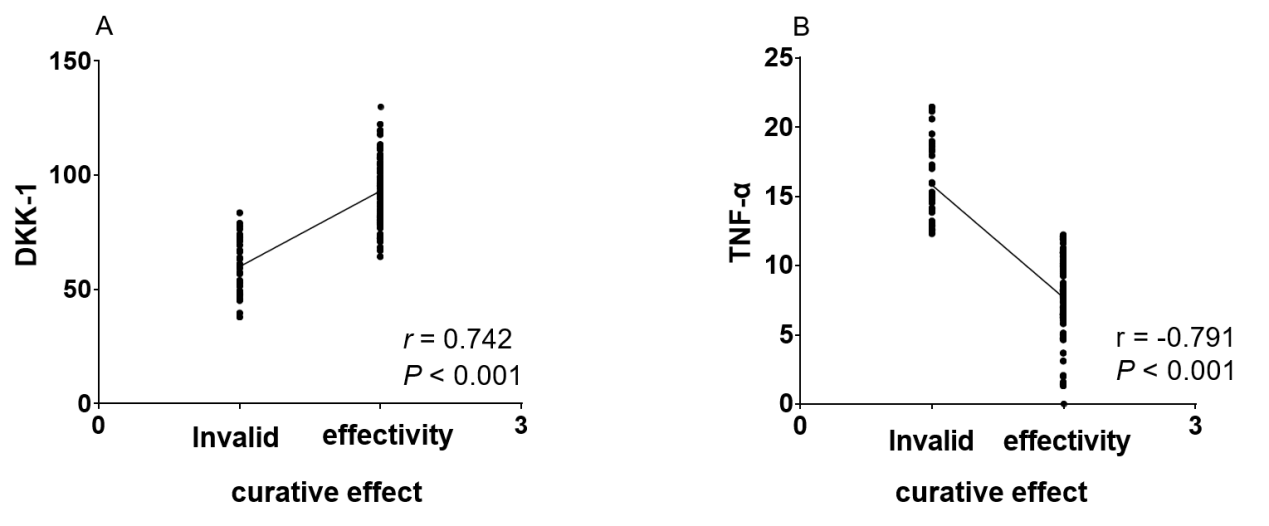 A
150
100
50
0
DKK-1
0
Invalid
effectivity
3
curative effect
r = 0.742
P < 0.001
B
25
20
15
10
5
0
TNF-α
0
Invalid
effectivity
3
curative effect
r = -0.791
P < 0.001